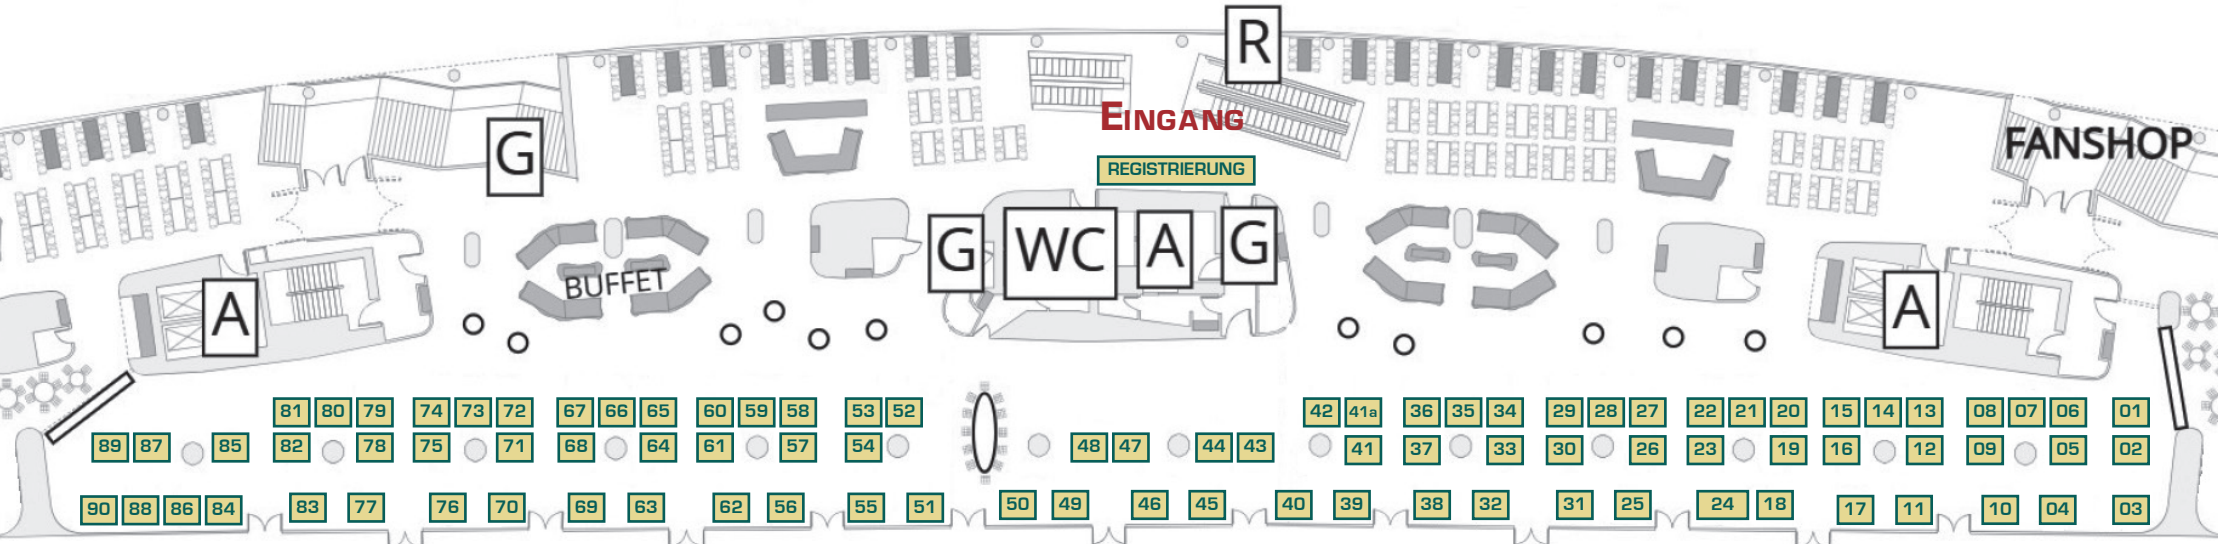 R
EINGANG
FANSHOP
G
REGISTRIERUNG
G WC A G
BUFFET
A
A
81 80 79 74 73 72 67 66 65 60 59 58 53 52 42 41a 36 35 34 29 28 27 22 21 20 15 14 13 08 07 06 01
89 87 85 82 78 75 71 68 64 61 57 54 48 47 44 43 41 37 33 30 26 23 19 16 12 09 05 02
90 88 86 84 83 77 76 70 69 63 62 56 55 51 50 49 46 45 40 39 38 32 31 25 24 18 17 11 10 04 03